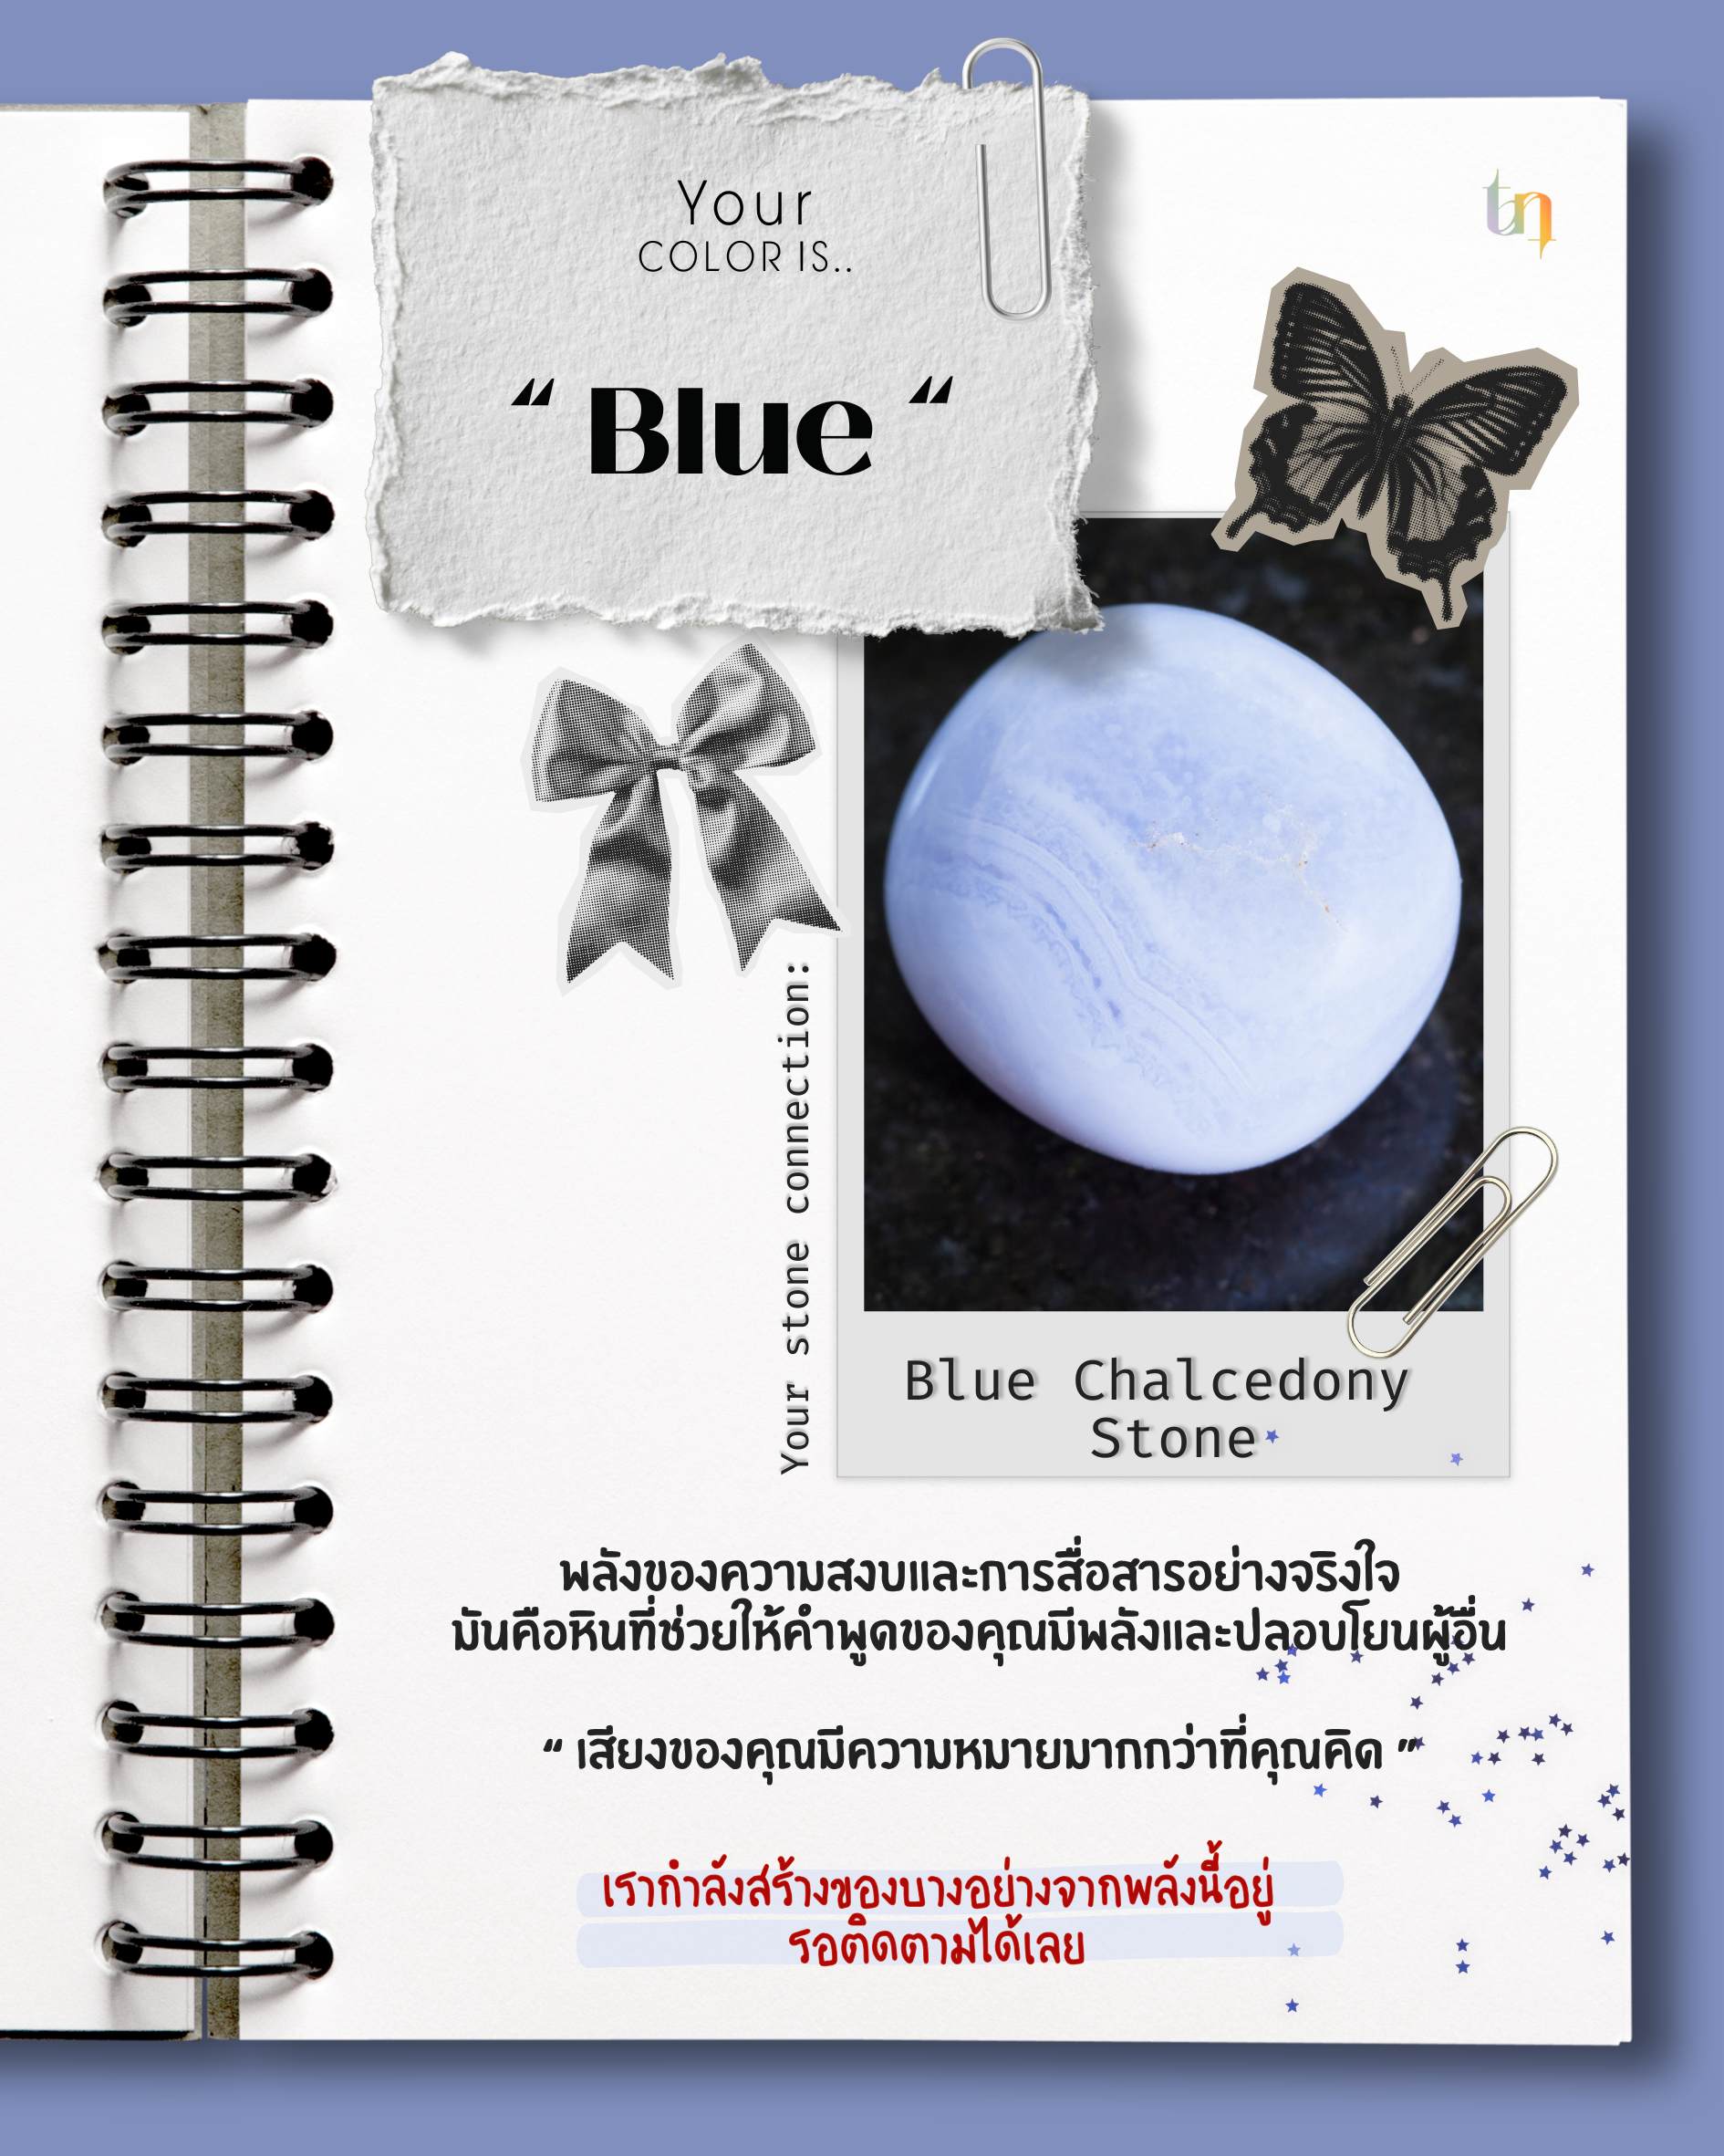 Your
COLOR IS..
“ Blue “
tn
Your stone connection:
Blue Chalcedony
Stone
พลังของความสงบและการสื่อสารอย่างจริงใจ
มันคือหินที่ช่วยให้คำพูดของคุณมีพลังและปลอบโยนผู้อื่น
“ เสียงของคุณมีความหมายมากกว่าที่คุณคิด ”
เรากำลังสร้างของบางอย่างจากพลังนี้อยู่
รอติดตามได้เลย